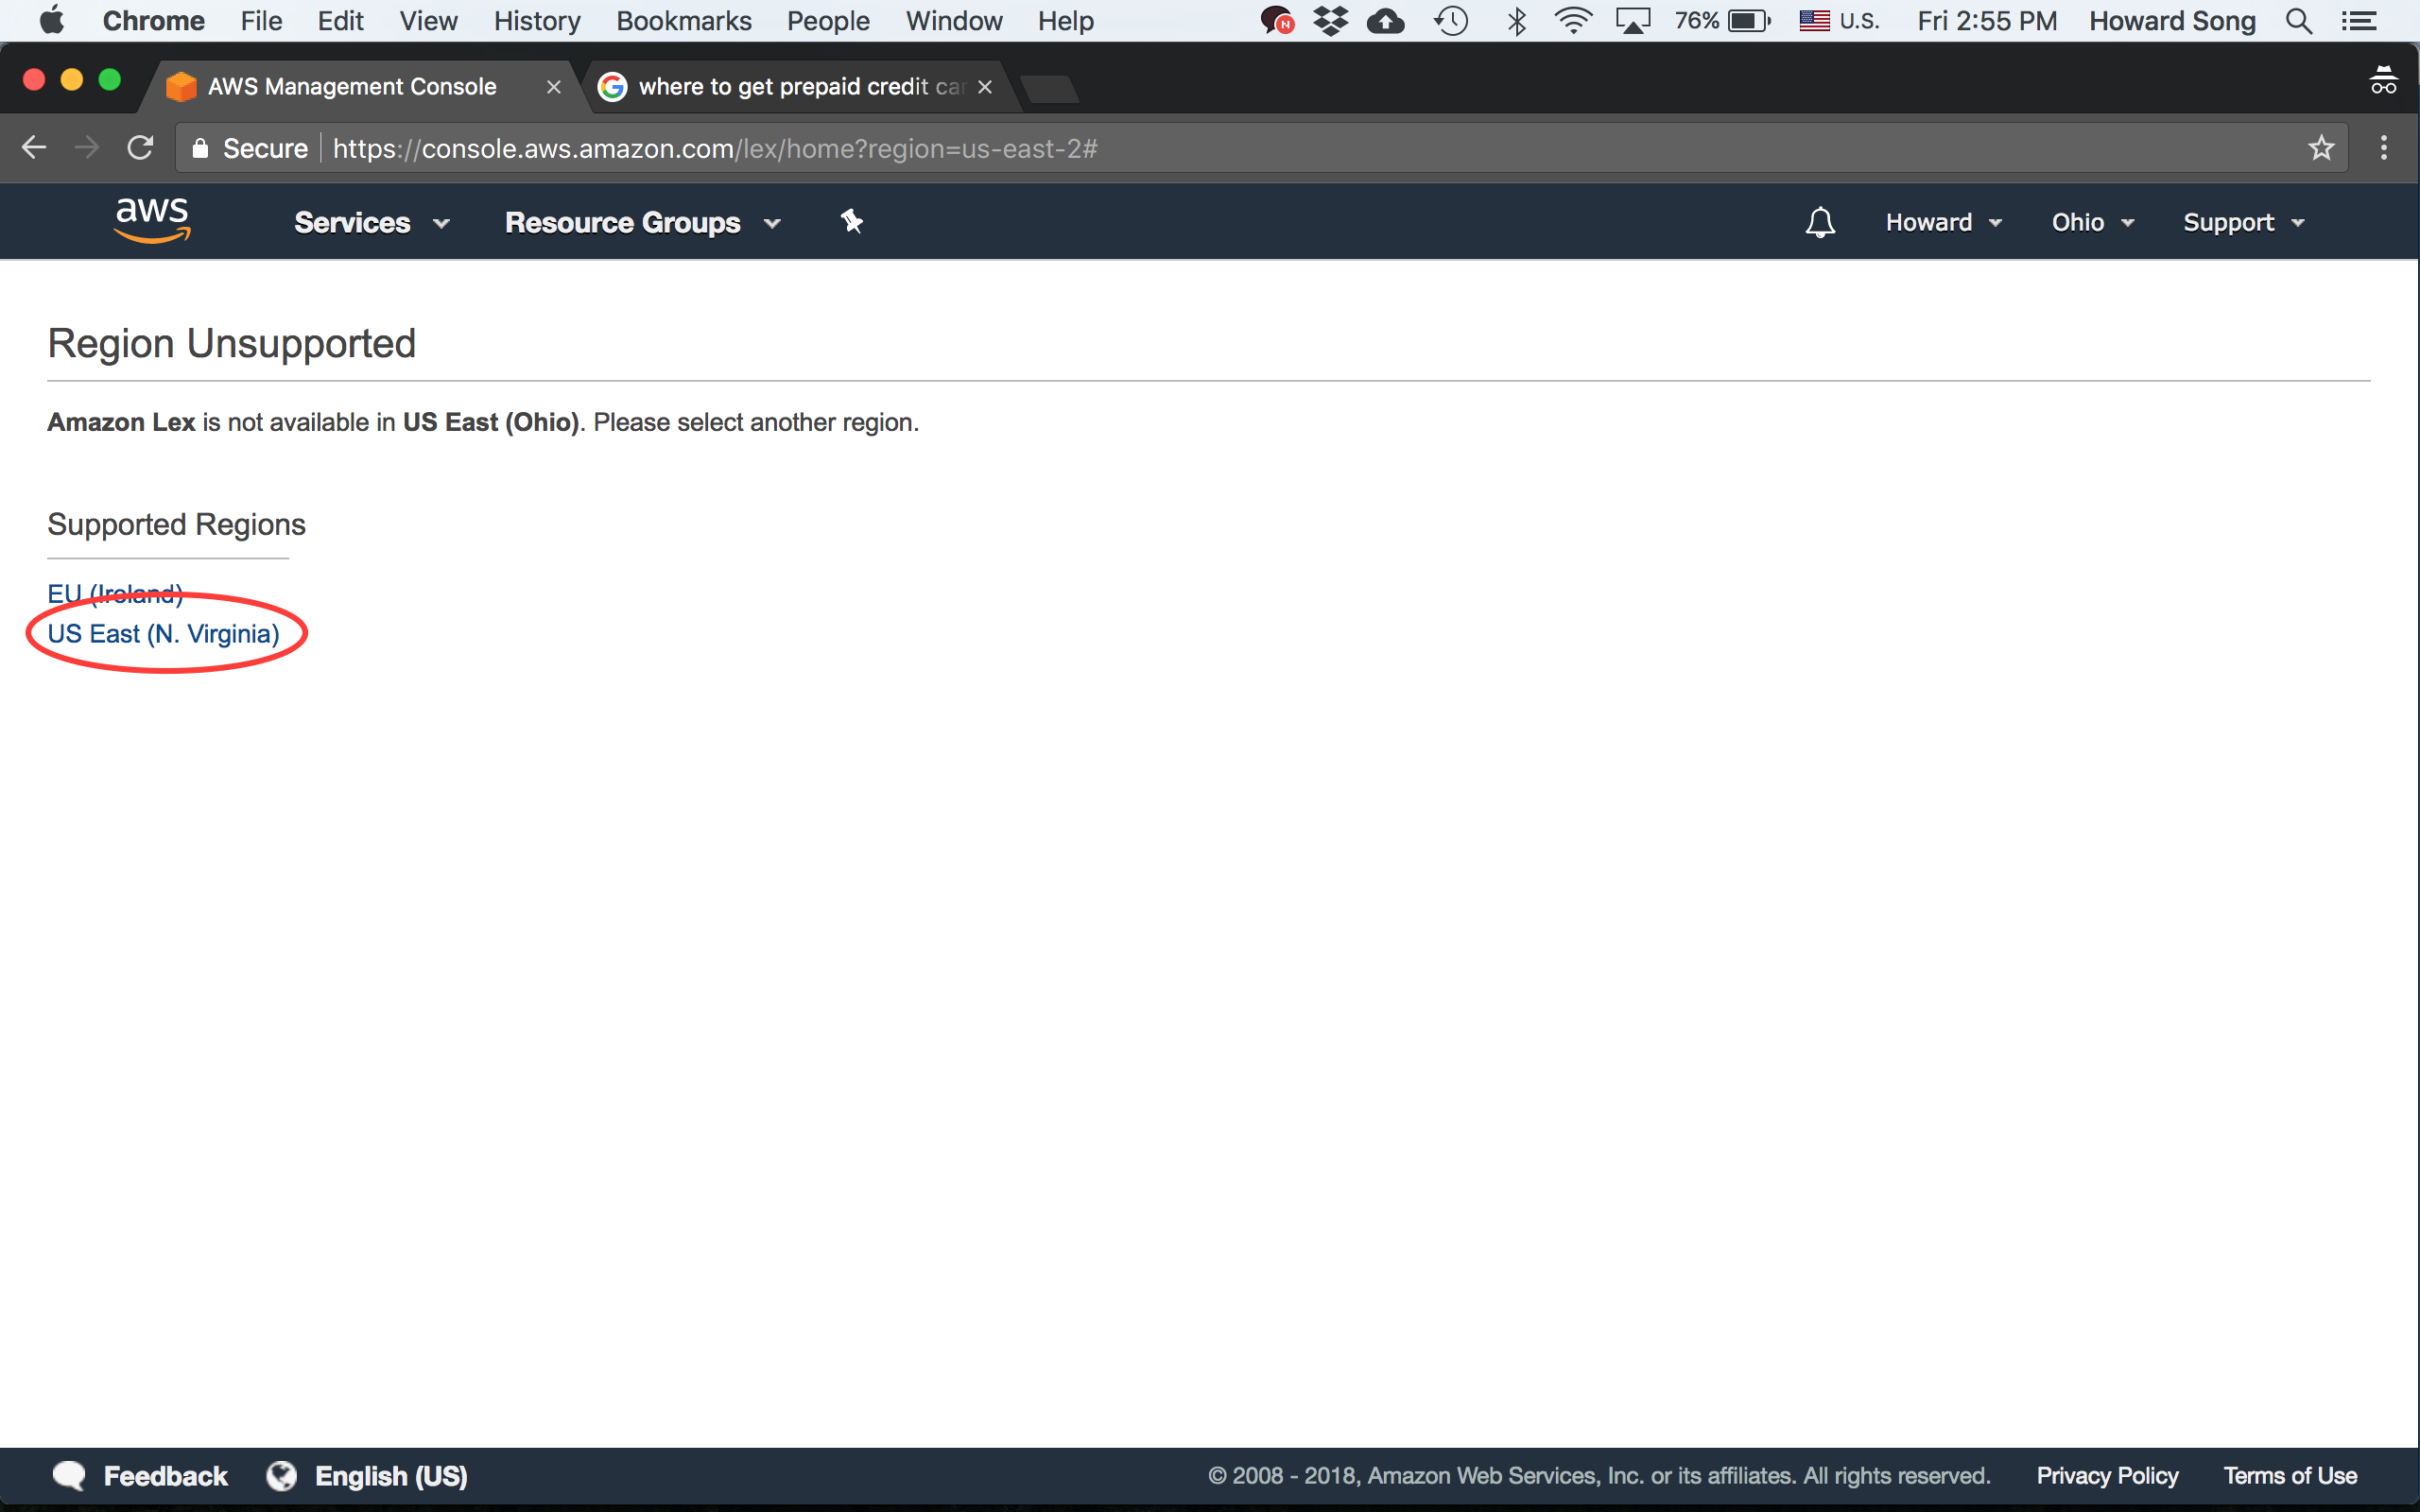 Chrome File Edit View History Bookmarks People Window Help N 76% U.S. Fri 2:55 PM Howard Song
AWS Management Console where to get prepaid credit car
Secure https://console.aws.amazon.com/lex/home?region=us-east-2#
aws Services Resource Groups Howard Ohio Support
Region Unsupported
Amazon Lex is not available in US East (Ohio). Please select another region.
Supported Regions
EU (Ireland)
US East (N. Virginia)
Feedback English (US) © 2008 - 2018, Amazon Web Services, Inc. or its affiliates. All rights reserved. Privacy Policy Terms of Use